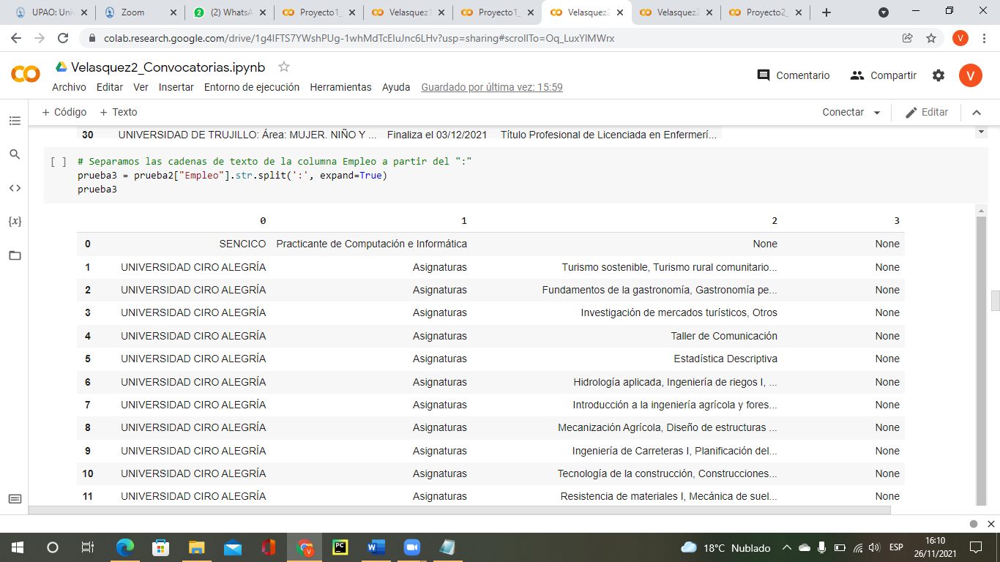 UPAO: Uni
Zoom
(2) WhatsA
Proyecto1_
Velasquez1
Proyecto1_
Velasquez2
Velasquez2
Proyecto2_
colab.research.google.com/drive/1g4lFTS7YWshPUg-1whMdTcEIuJnc6LHv?usp=sharing#scrollTo=Oq_LuxYlMWrx
V
Velasquez2_Convocatorias.ipynb
Comentario
Compartir
V
Archivo Editar Ver Insertar Entorno de ejecución Herramientas Ayuda Guardado por última vez: 15:59
+ Código + Texto
Conectar
Editar
30 UNIVERSIDAD DE TRUJILLO: Área: MUJER. NIÑO Y ... Finaliza el 03/12/2021 Título Profesional de Licenciada en Enfermerí...
[ ] # Separamos las cadenas de texto de la columna Empleo a partir del ":"
prueba3 = prueba2["Empleo"].str.split(':', expand=True)
prueba3
0 1 2 3
0 SENCICO Practicante de Computación e Informática None None
1 UNIVERSIDAD CIRO ALEGRÍA Asignaturas Turismo sostenible, Turismo rural comunitario... None
2 UNIVERSIDAD CIRO ALEGRÍA Asignaturas Fundamentos de la gastronomía, Gastronomía pe... None
3 UNIVERSIDAD CIRO ALEGRÍA Asignaturas Investigación de mercados turísticos, Otros None
4 UNIVERSIDAD CIRO ALEGRÍA Asignaturas Taller de Comunicación None
5 UNIVERSIDAD CIRO ALEGRÍA Asignaturas Estadística Descriptiva None
6 UNIVERSIDAD CIRO ALEGRÍA Asignaturas Hidrología aplicada, Ingeniería de riegos I, ... None
7 UNIVERSIDAD CIRO ALEGRÍA Asignaturas Introducción a la ingeniería agrícola y fores... None
8 UNIVERSIDAD CIRO ALEGRÍA Asignaturas Mecanización Agrícola, Diseño de estructuras ... None
9 UNIVERSIDAD CIRO ALEGRÍA Asignaturas Ingeniería de Carreteras I, Planificación del... None
10 UNIVERSIDAD CIRO ALEGRÍA Asignaturas Tecnología de la construcción, Construcciones... None
11 UNIVERSIDAD CIRO ALEGRÍA Asignaturas Resistencia de materiales I, Mecánica de suel... None
18°C Nublado
ESP
16:10
26/11/2021